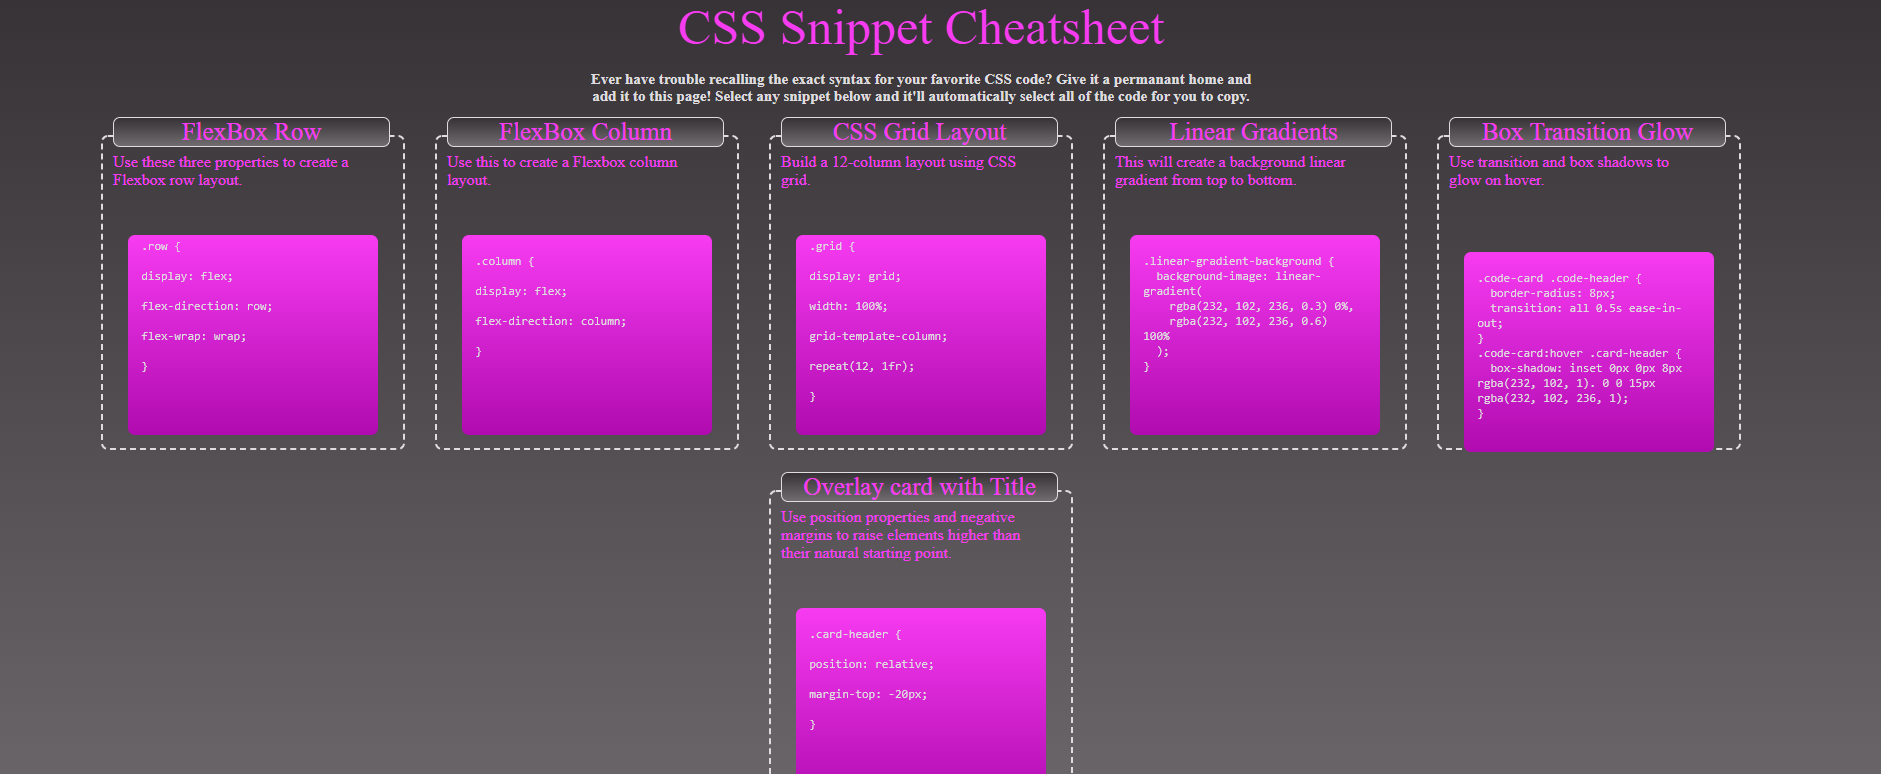 CSS Snippet Cheatsheet
Ever have trouble recalling the exact syntax for your favorite CSS code? Give it a permanant home and
add it to this page! Select any snippet below and it'll automatically select all of the code for you to copy.
FlexBox Row
Use these three properties to create a
Flexbox row layout.
.row {
display: flex;
flex-direction: row;
flex-wrap: wrap;
}
FlexBox Column
Use this to create a Flexbox column
layout.
.column {
display: flex;
flex-direction: column;
}
CSS Grid Layout
Build a 12-column layout using CSS
grid.
.grid {
display: grid;
width: 100%;
grid-template-column;
repeat(12, 1fr);
}
Linear Gradients
This will create a background linear
gradient from top to bottom.
.linear-gradient-background {
background-image: linear-
gradient(
rgba(232, 102, 236, 0.3) 0%,
rgba(232, 102, 236, 0.6)
100%
);
}
Box Transition Glow
Use transition and box shadows to
glow on hover.
.code-card .code-header {
border-radius: 8px;
transition: all 0.5s ease-in-
out;
}
.code-card:hover .card-header {
box-shadow: inset 0px 0px 8px
rgba(232, 102, 1). 0 0 15px
rgba(232, 102, 236, 1);
}
Overlay card with Title
Use position properties and negative
margins to raise elements higher than
their natural starting point.
.card-header {
position: relative;
margin-top: -20px;
}